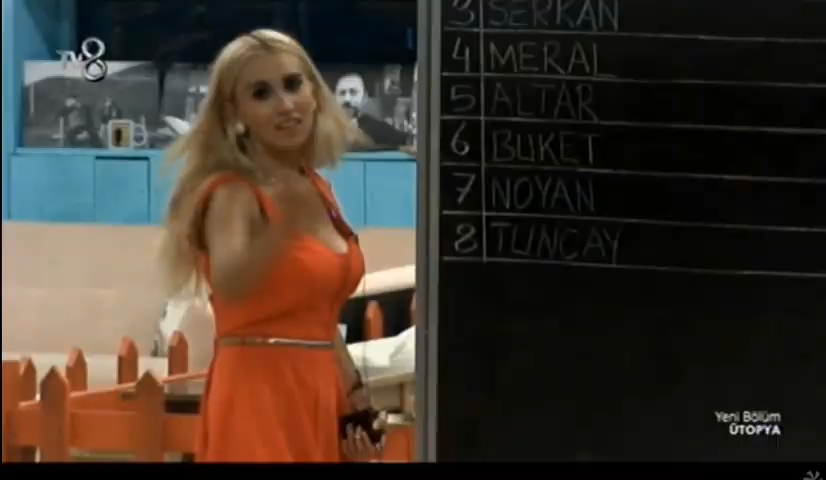 TV8
3 SERKAN
4 MERAL
5 ALTAR
6 BUKET
7 NOYAN
8 TUNCAY
Yeni Bölüm
ÜTOPYA